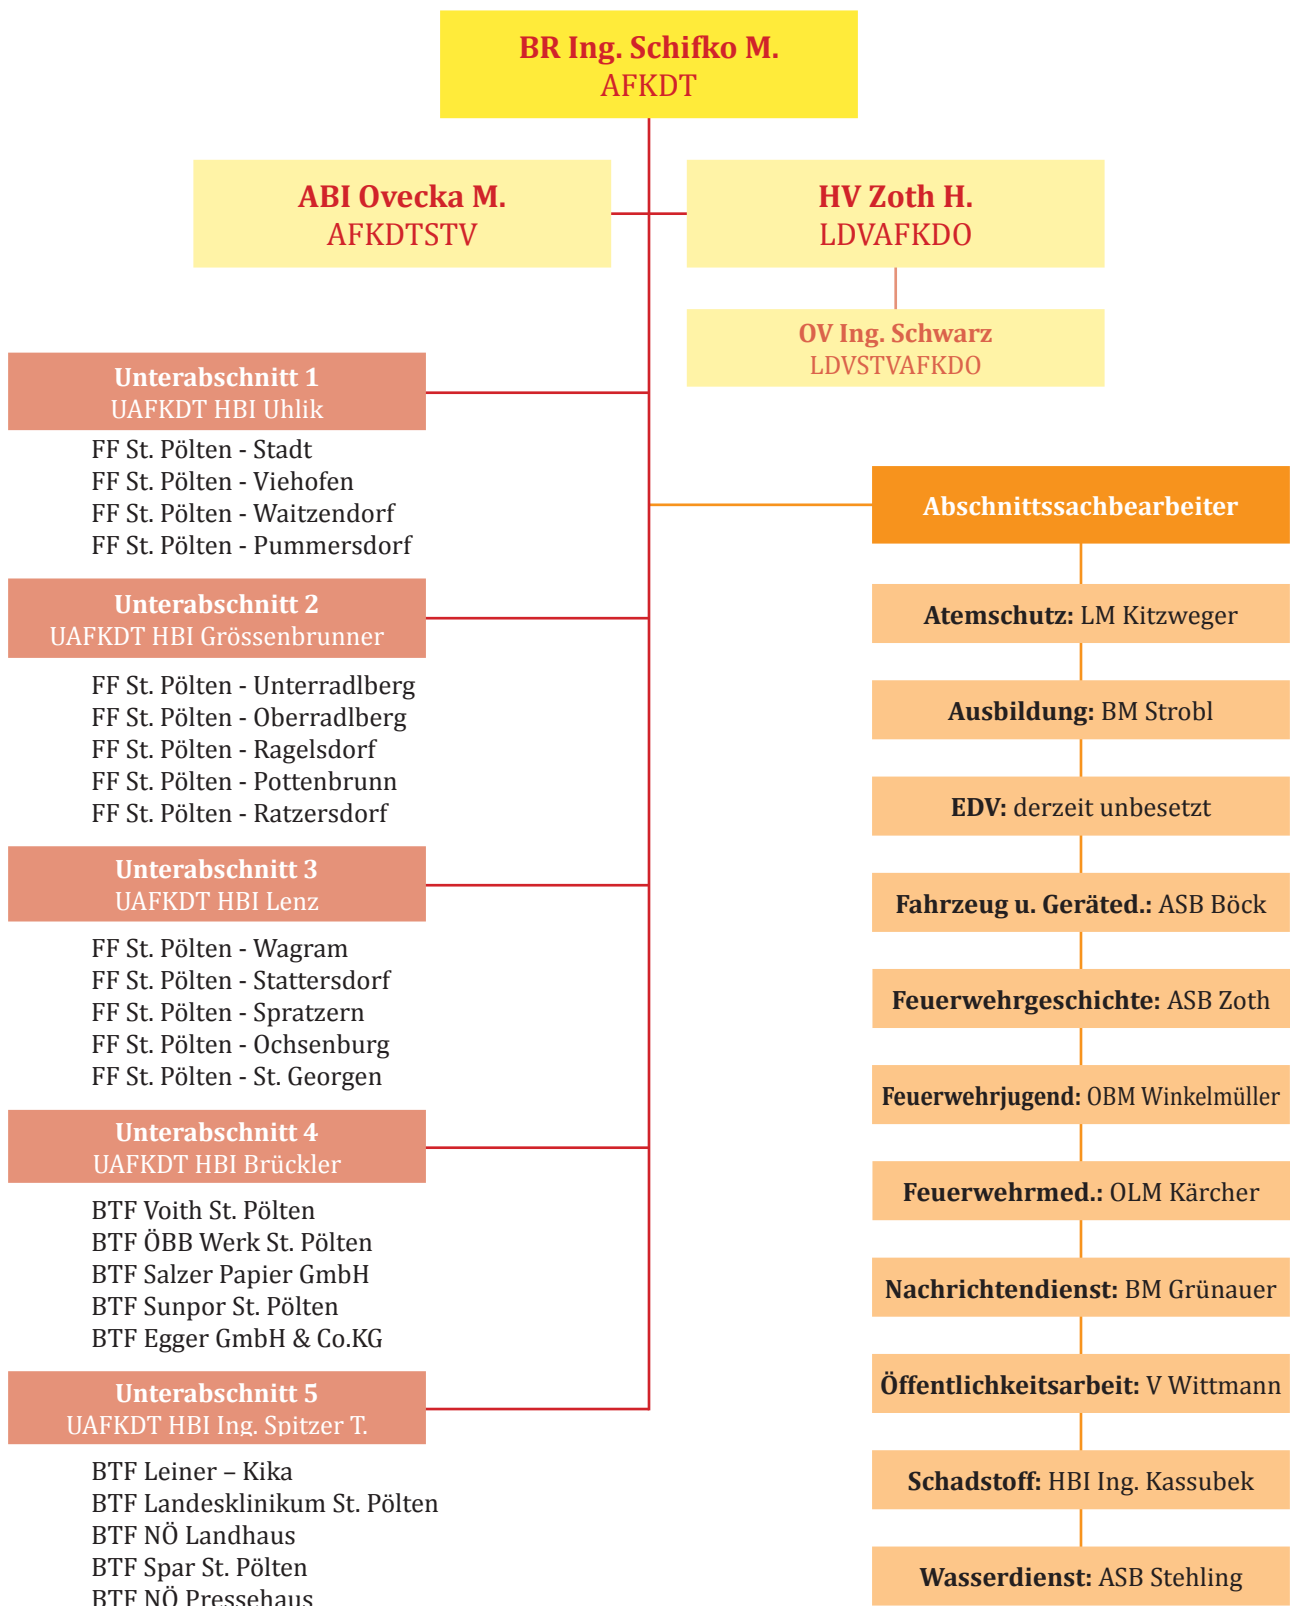 BR Ing. Schifko M.
AFKDT
ABI Ovecka M.
AFKDTSTV
HV Zoth H.
LDVAFKDO
OV Ing. Schwarz
LDVSTVAFKDO
Unterabschnitt 1
UAFKDT HBI Uhlik
FF St. Pölten - Stadt
FF St. Pölten - Viehofen
FF St. Pölten - Waitzendorf
FF St. Pölten - Pummersdorf
Unterabschnitt 2
UAFKDT HBI Grössenbrunner
FF St. Pölten - Unterradlberg
FF St. Pölten - Oberradlberg
FF St. Pölten - Ragelsdorf
FF St. Pölten - Pottenbrunn
FF St. Pölten - Ratzersdorf
Unterabschnitt 3
UAFKDT HBI Lenz
FF St. Pölten - Wagram
FF St. Pölten - Stattersdorf
FF St. Pölten - Spratzern
FF St. Pölten - Ochsenburg
FF St. Pölten - St. Georgen
Unterabschnitt 4
UAFKDT HBI Brückler
BTF Voith St. Pölten
BTF ÖBB Werk St. Pölten
BTF Salzer Papier GmbH
BTF Sunpor St. Pölten
BTF Egger GmbH & Co.KG
Unterabschnitt 5
UAFKDT HBI Ing. Spitzer T.
BTF Leiner – Kika
BTF Landesklinikum St. Pölten
BTF NÖ Landhaus
BTF Spar St. Pölten
BTF NÖ Pressehaus
Abschnittssachbearbeiter
Atemschutz: LM Kitzweger
Ausbildung: BM Strobl
EDV: derzeit unbesetzt
Fahrzeug u. Geräted.: ASB Böck
Feuerwehrgeschichte: ASB Zoth
Feuerwehrjugend: OBM Winkelmüller
Feuerwehrmed.: OLM Kärcher
Nachrichtendienst: BM Grünauer
Öffentlichkeitsarbeit: V Wittmann
Schadstoff: HBI Ing. Kassubek
Wasserdienst: ASB Stehling